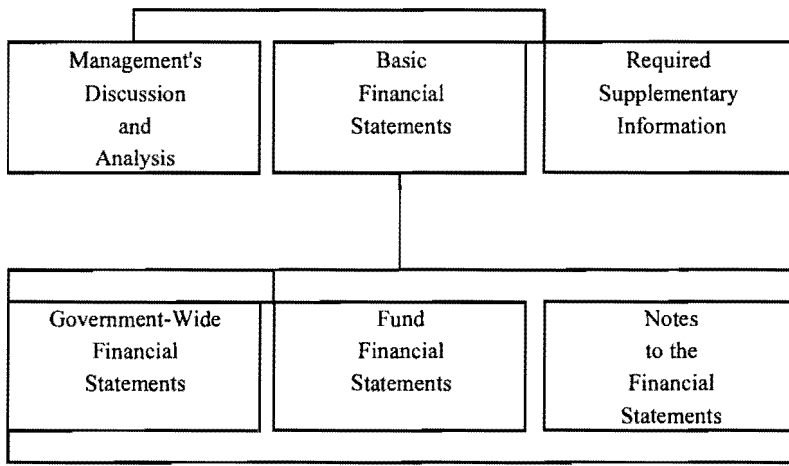 Management's
Discussion
and
Analysis
Basic
Financial
Statements
Required
Supplementary
Information
Government-Wide
Financial
Statements
Fund
Financial
Statements
Notes
to the
Financial
Statements